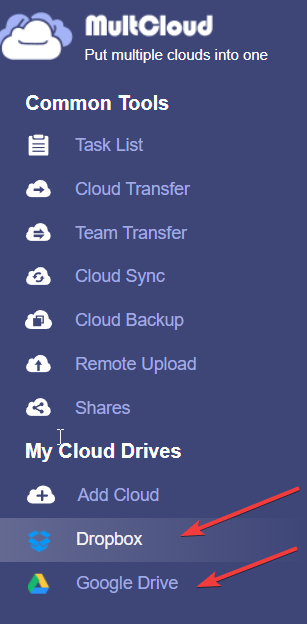 MultCloud
Put multiple clouds into one
Common Tools
Task List
Cloud Transfer
Team Transfer
Cloud Sync
Cloud Backup
Remote Upload
Shares
My Cloud Drives
Add Cloud
Dropbox
Google Drive